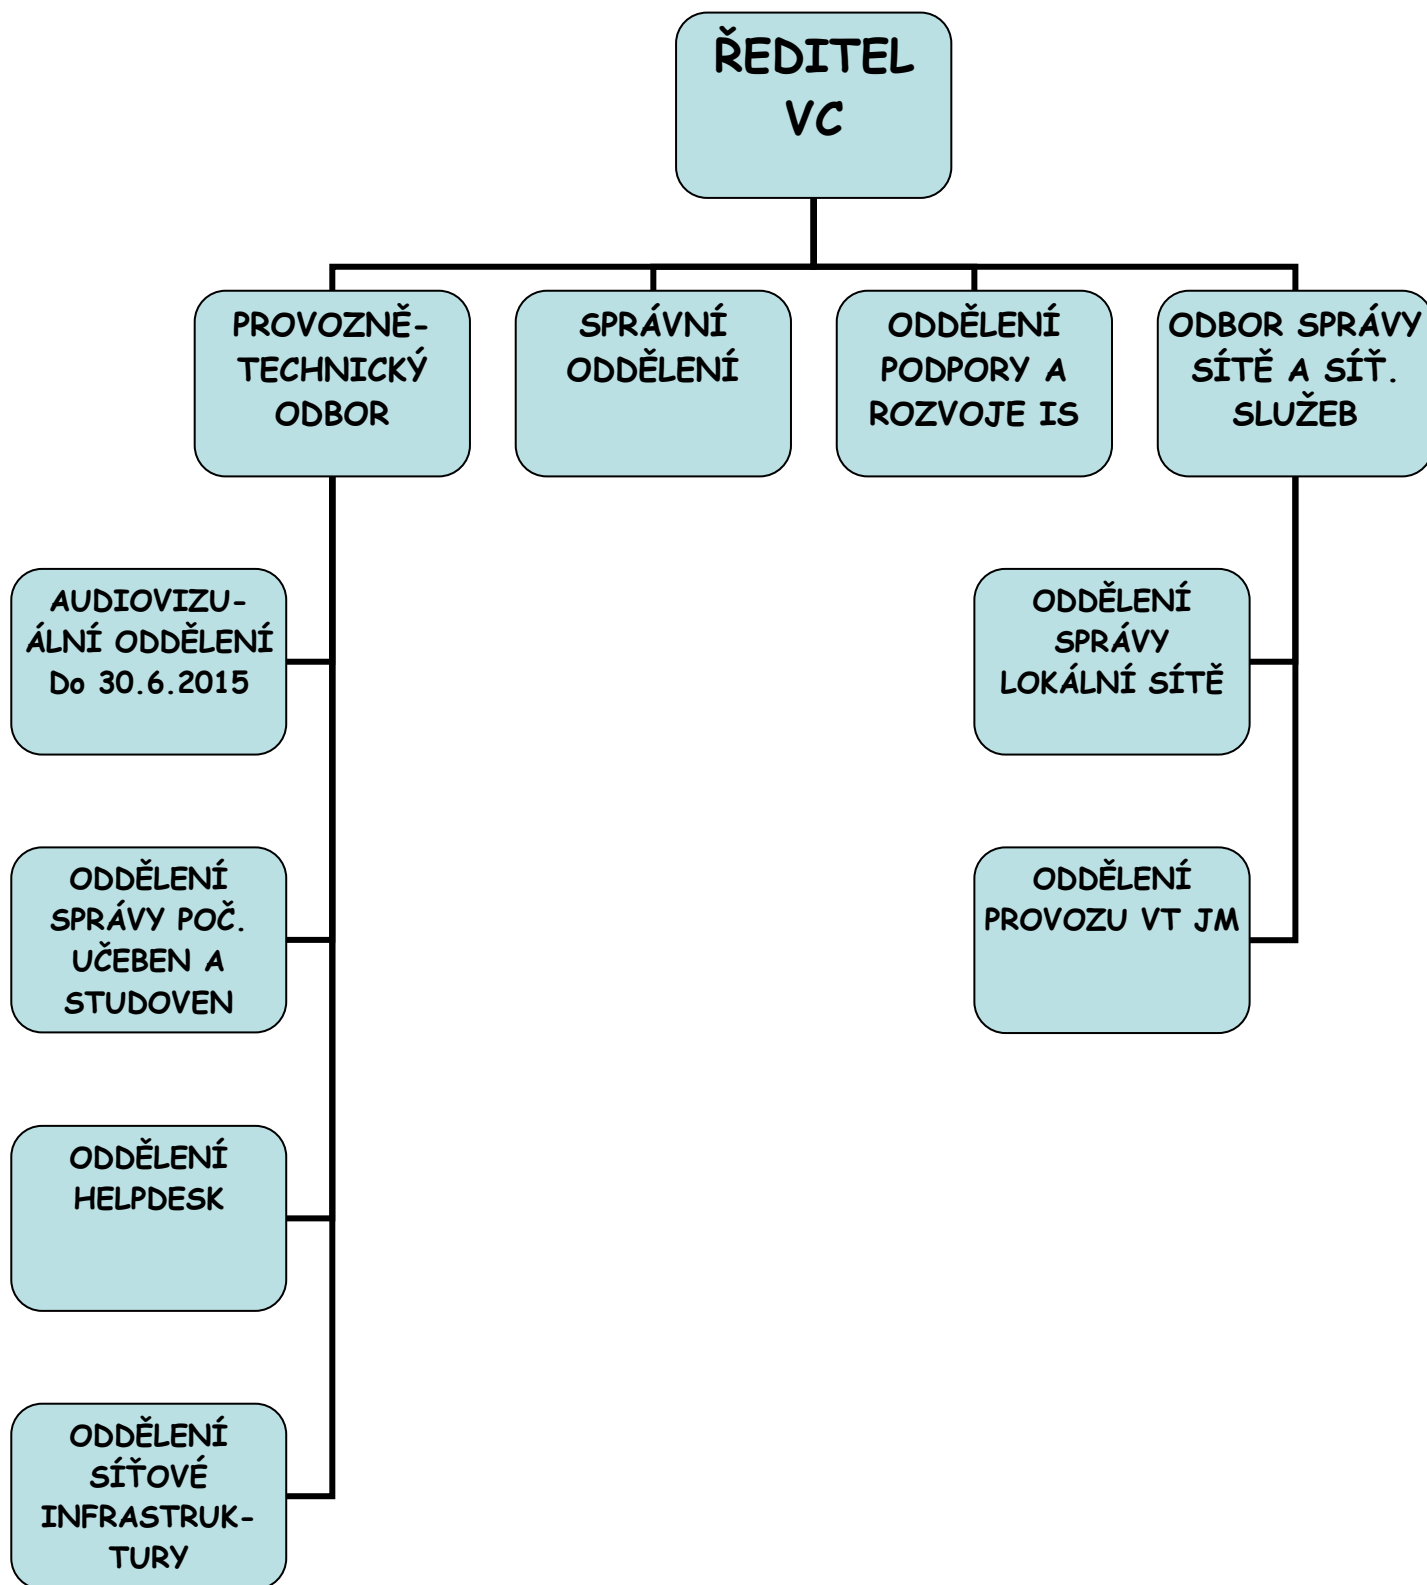 ŘEDITEL
VC
PROVOZNĚ-
TECHNICKÝ
ODBOR
SPRÁVNÍ
ODDĚLENÍ
ODDĚLENÍ
PODPORY A
ROZVOJE IS
ODBOR SPRÁVY
SÍTĚ A SÍŤ.
SLUŽEB
AUDIOVIZU-
ÁLNÍ ODDĚLENÍ
Do 30.6.2015
ODDĚLENÍ
SPRÁVY
LOKÁLNÍ SÍTĚ
ODDĚLENÍ
SPRÁVY POČ.
UČEBEN A
STUDOVEN
ODDĚLENÍ
PROVOZU VT JM
ODDĚLENÍ
HELPDESK
ODDĚLENÍ
SÍŤOVÉ
INFRASTRUK-
TURY